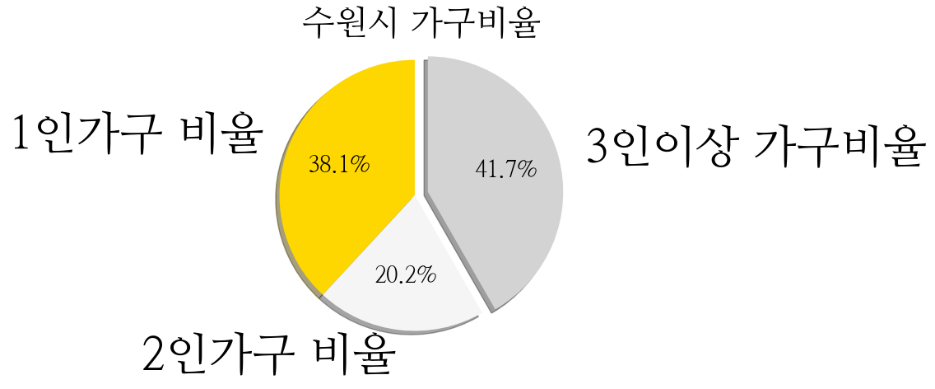 수원시 가구비율
1인가구 비율
38.1%
41.7%
3인이상 가구비율
20.2%
2인가구 비율